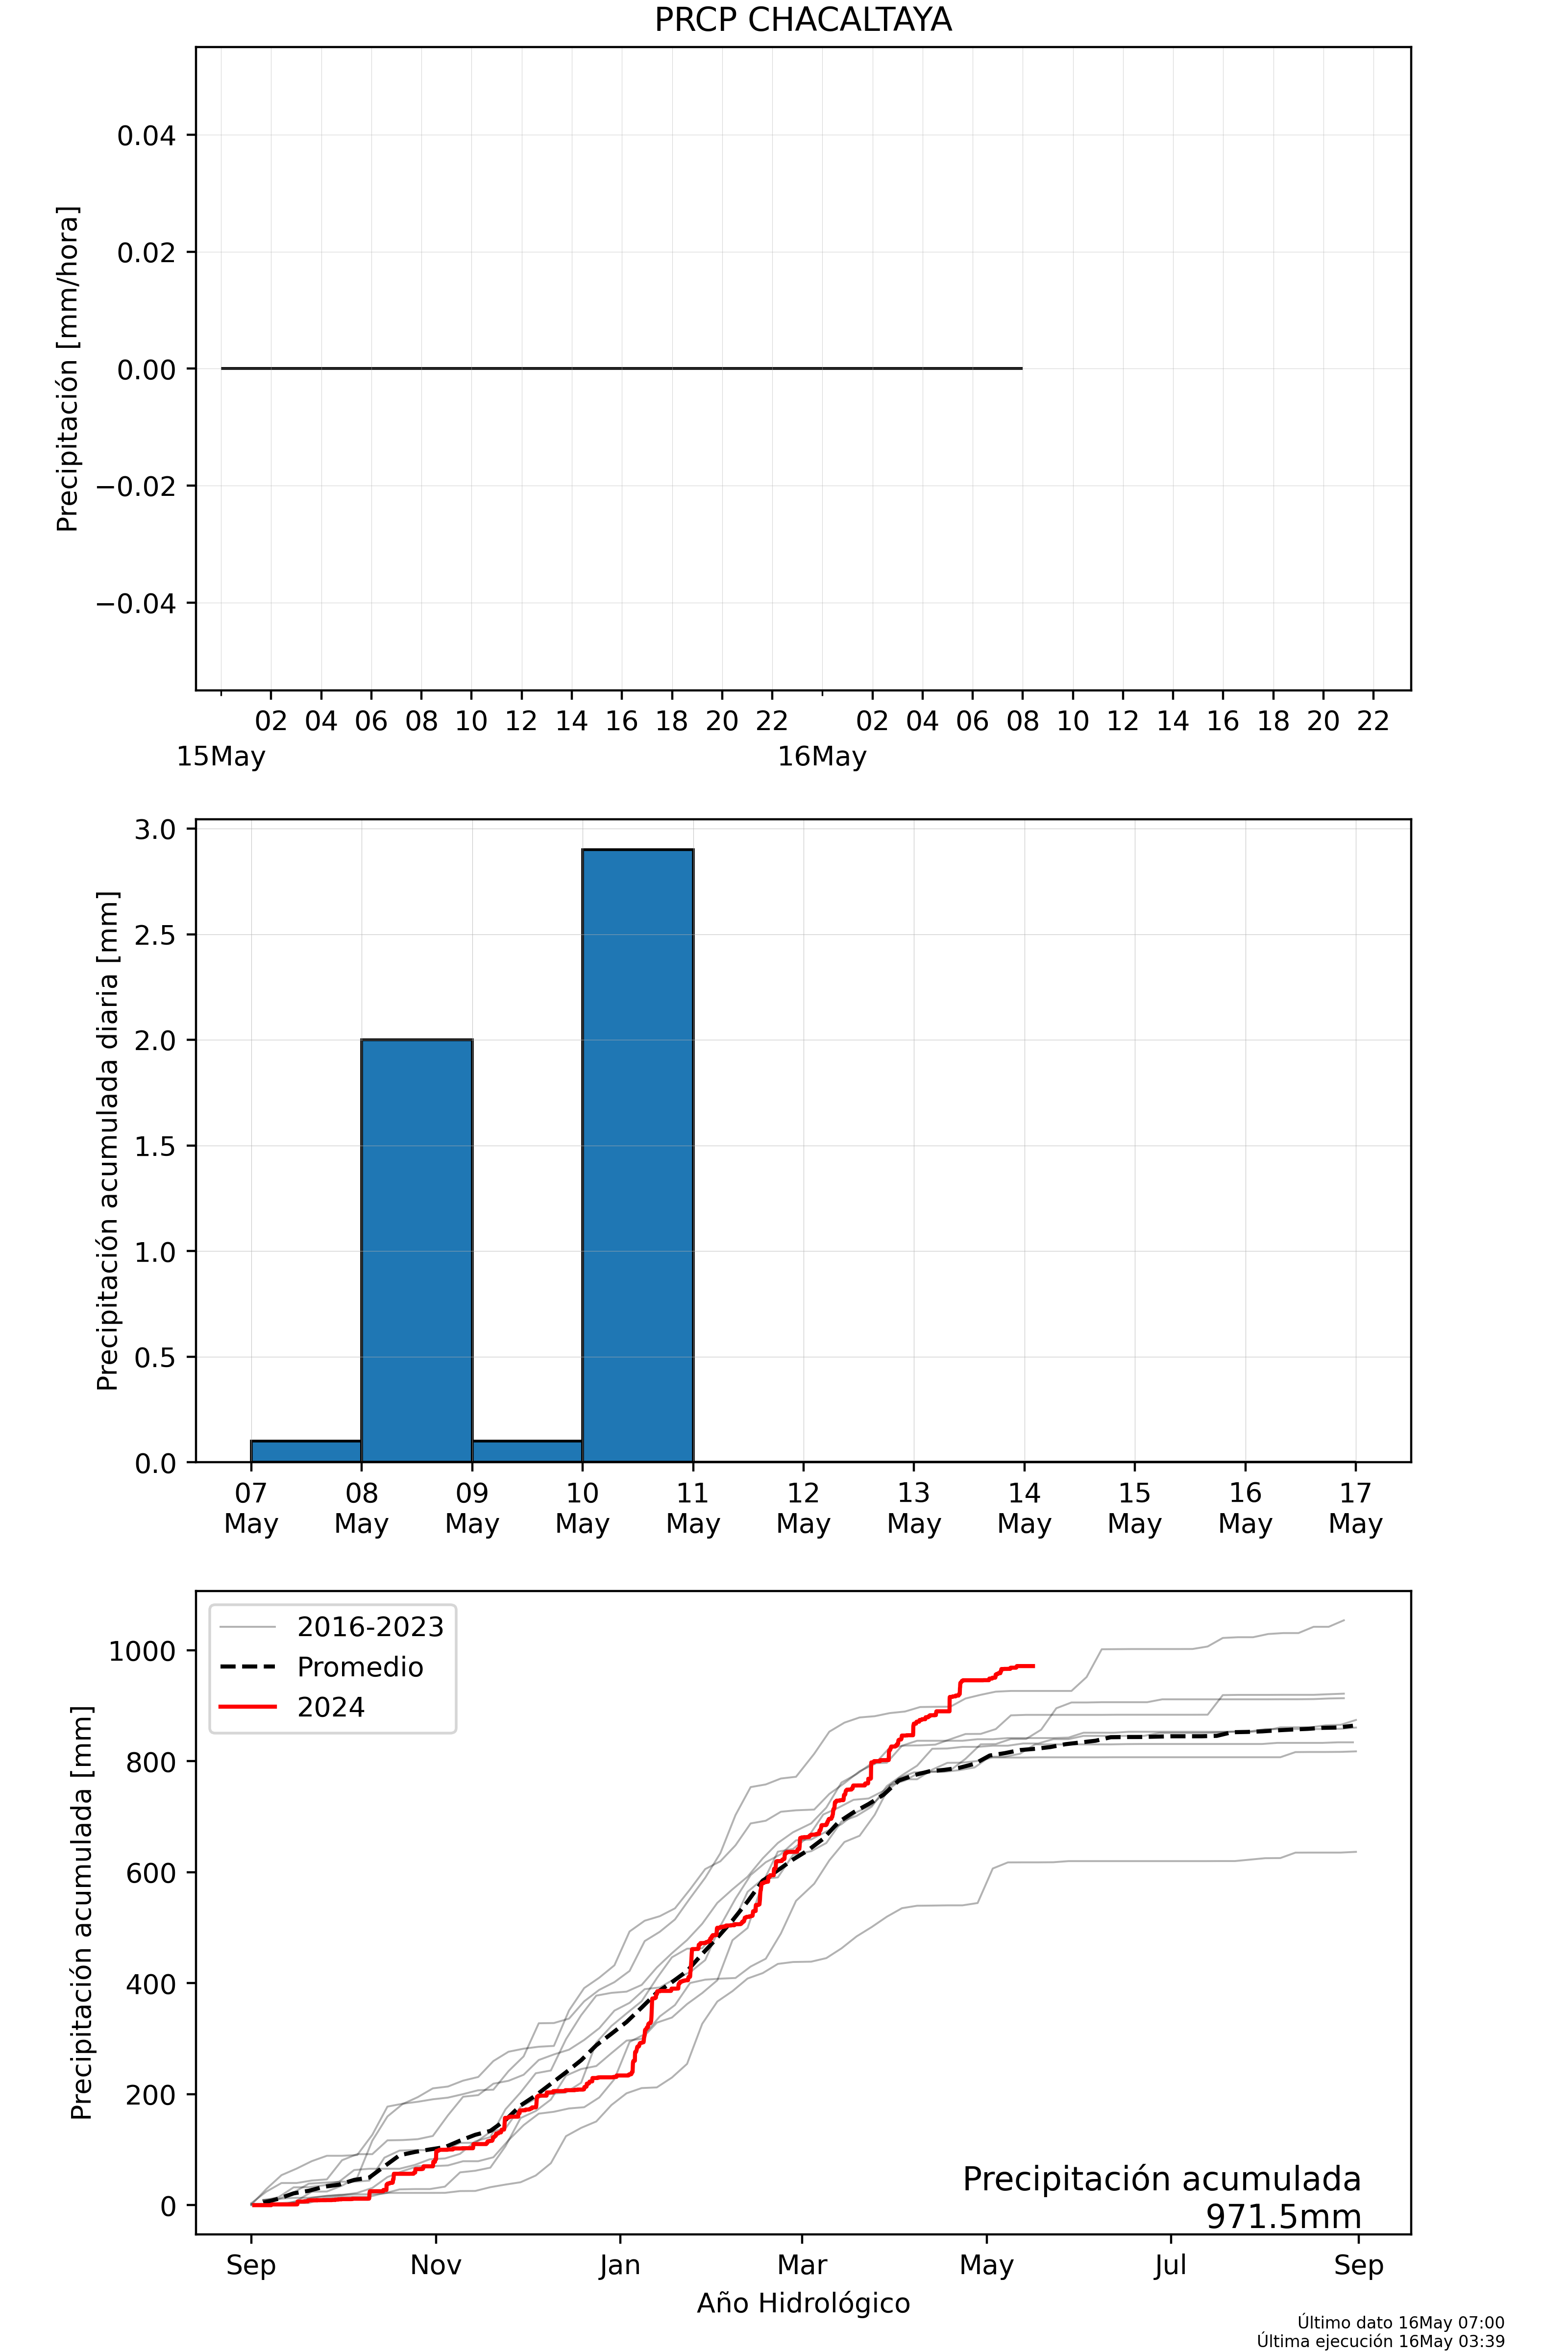 PRCP CHACALTAYA
Precipitación [mm/hora]
0.04
0.02
0.00
−0.02
−0.04
02 04 06 08 10 12 14 16 18 20 22 02 04 06 08 10 12 14 16 18 20 22
15May 16May
Precipitación acumulada diaria [mm]
3.0
2.5
2.0
1.5
1.0
0.5
0.0
07 08 09 10 11 12 13 14 15 16 17
May May May May May May May May May May May
Precipitación acumulada [mm]
1000
800
600
400
200
0
2016-2023
Promedio
2024
Precipitación acumulada
971.5mm
Sep Nov Jan Mar May Jul Sep
Año Hidrológico
Último dato 16May 07:00
Última ejecución 16May 03:39